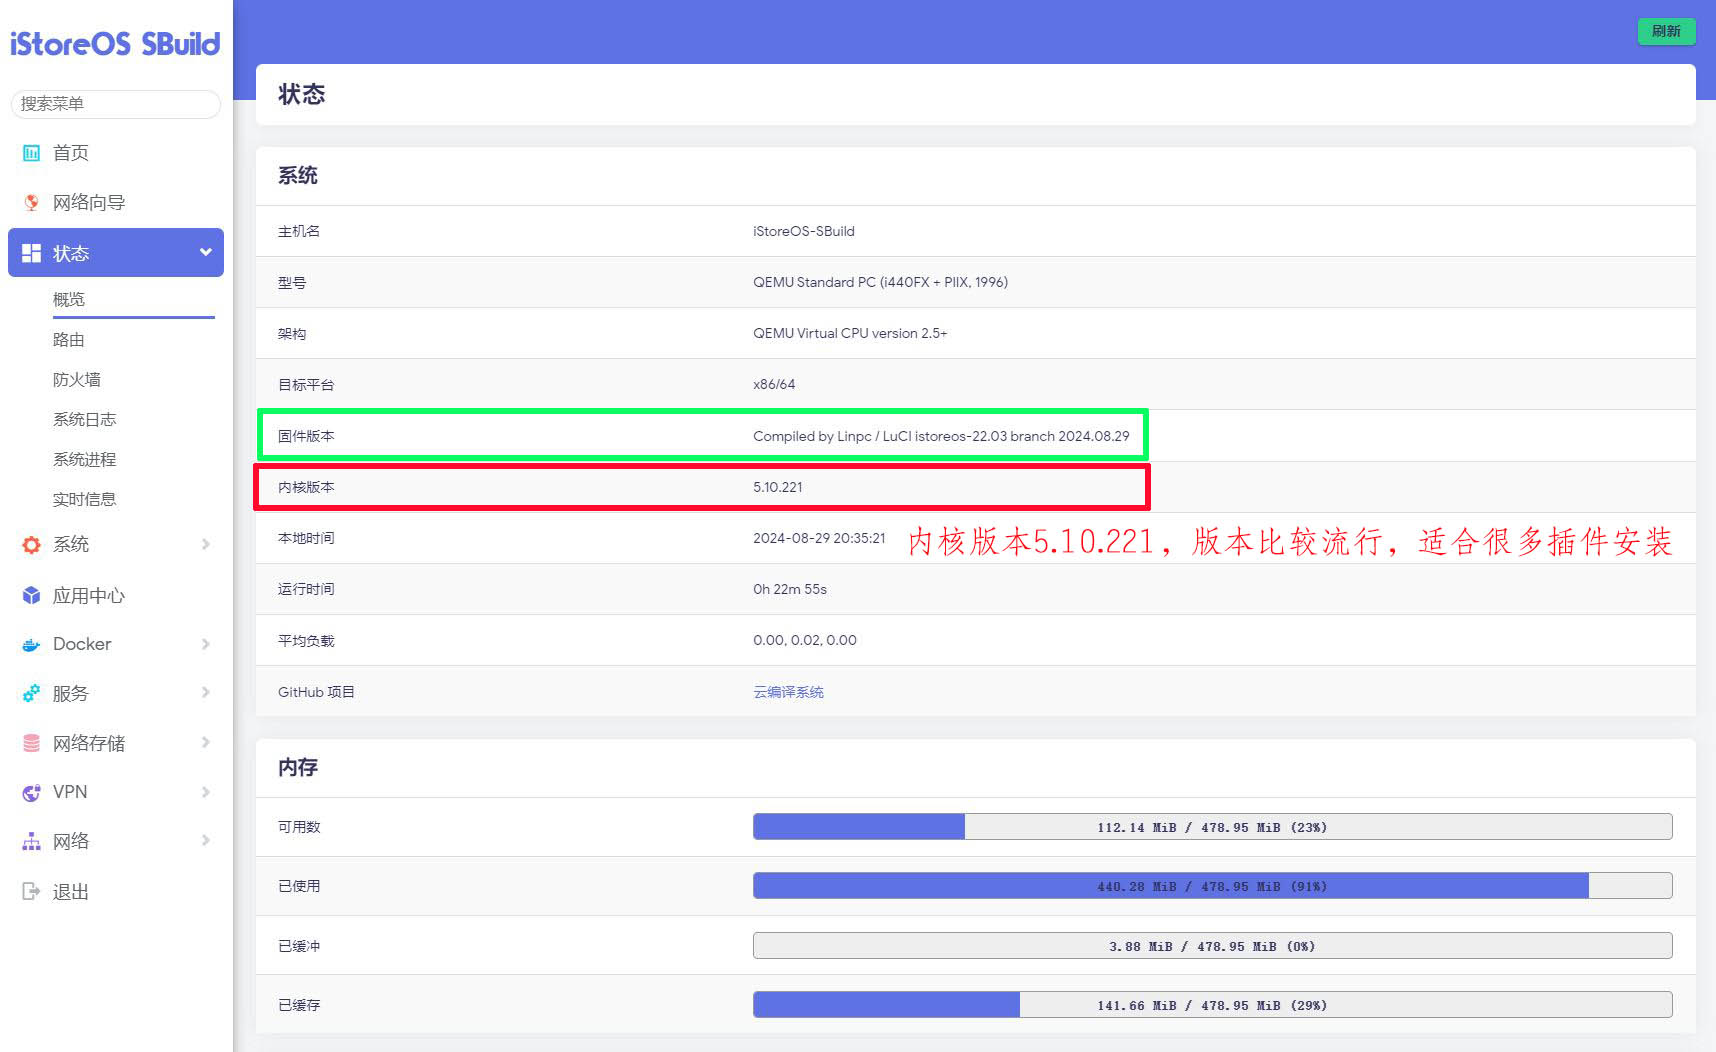 iStoreOS SBuild
刷新
搜索菜单
首页
网络向导
状态
概览
路由
防火墙
系统日志
系统进程
实时信息
系统
应用中心
Docker
服务
网络存储
VPN
网络
退出
状态
系统
主机名 iStoreOS-SBuild
型号 QEMU Standard PC (i440FX + PIIX, 1996)
架构 QEMU Virtual CPU version 2.5+
目标平台 x86/64
固件版本 Compiled by Linpc / LuCI istoreos-22.03 branch 2024.08.29
内核版本 5.10.221
本地时间 2024-08-29 20:35:21 内核版本5.10.221，版本比较流行，适合很多插件安装
运行时间 0h 22m 55s
平均负载 0.00, 0.02, 0.00
GitHub 项目 云编译系统
内存
可用数 112.14 MiB / 478.95 MiB (23%)
已使用 440.28 MiB / 478.95 MiB (91%)
已缓冲 3.88 MiB / 478.95 MiB (0%)
已缓存 141.66 MiB / 478.95 MiB (29%)